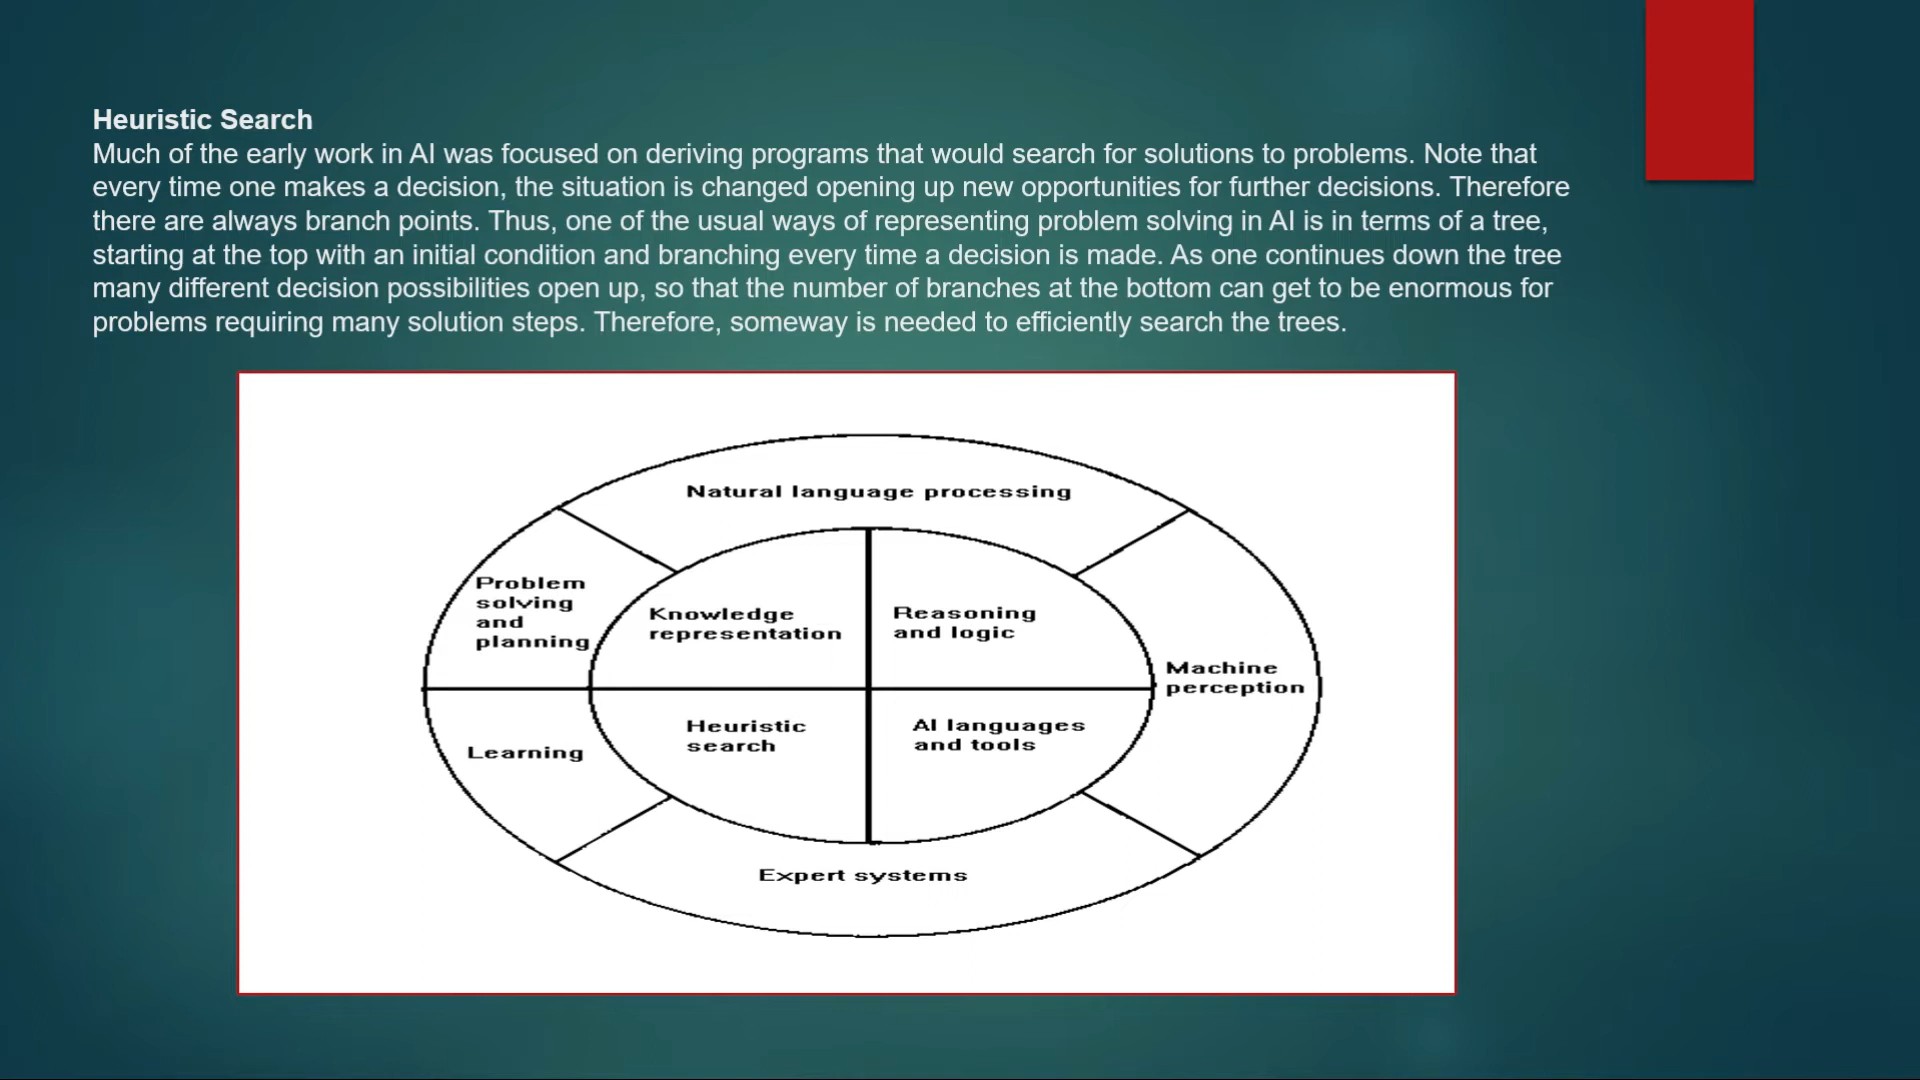 Heuristic Search
Much of the early work in AI was focused on deriving programs that would search for solutions to problems. Note that
every time one makes a decision, the situation is changed opening up new opportunities for further decisions. Therefore
there are always branch points. Thus, one of the usual ways of representing problem solving in AI is in terms of a tree,
starting at the top with an initial condition and branching every time a decision is made. As one continues down the tree
many different decision possibilities open up, so that the number of branches at the bottom can get to be enormous for
problems requiring many solution steps. Therefore, someway is needed to efficiently search the trees.
Natural language processing
Problem
solving
and
planning
Knowledge
representation
Reasoning
and logic
Machine
perception
Learning
Heuristic
search
AI languages
and tools
Expert systems